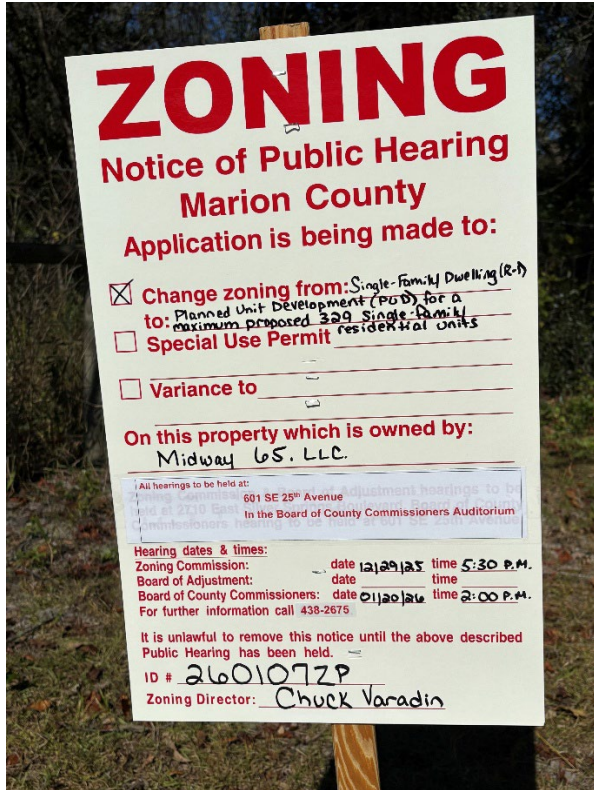 ZONING
Notice of Public Hearing
Marion County
Application is being made to:
☒ Change zoning from: Single-Family Dwelling (R-1)
to: Planned Unit Development (PUD) for a
maximum proposed 329 Single-family
☐ Special Use Permit residential units
☐ Variance to
On this property which is owned by:
Midway 65. LLC.
All hearings to be held at:
601 SE 25th Avenue
In the Board of County Commissioners Auditorium
Hearing dates & times:
Zoning Commission: date 12/29/25 time 5:30 P.M.
Board of Adjustment: date time
Board of County Commissioners: date 01/20/26 time 2:00 P.M.
For further information call 438-2675
It is unlawful to remove this notice until the above described
Public Hearing has been held.
ID # 260107ZP
Zoning Director: Chuck Varadin